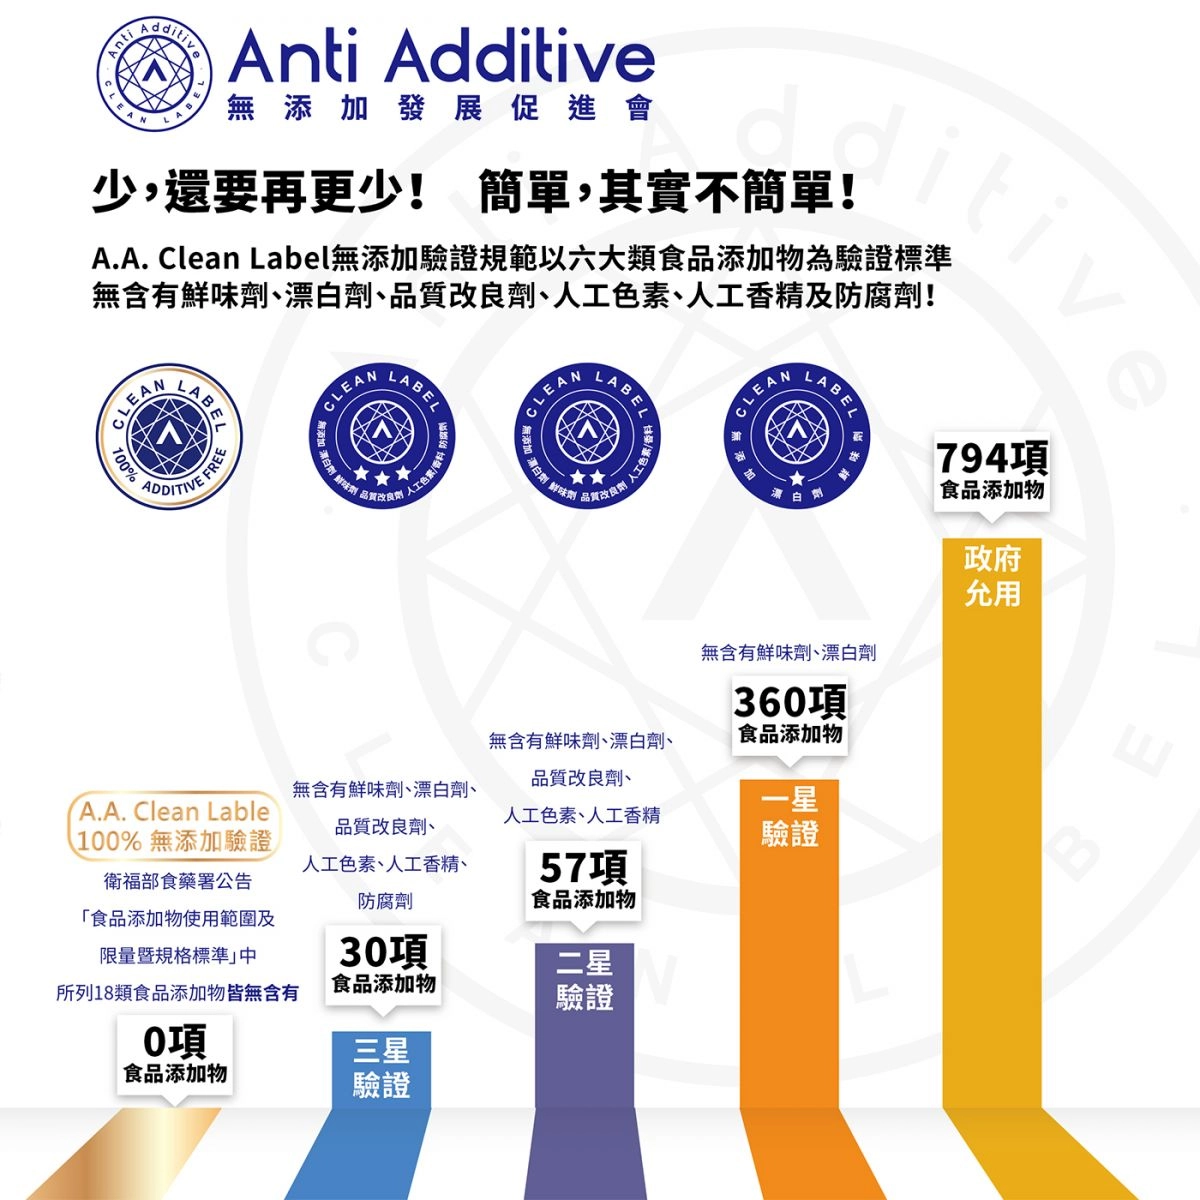 Anti Additive
CLEAN LABEL
Anti Additive
無添加發展促進會
少,還要再更少! 簡單,其實不簡單!
A.A. Clean Label無添加驗證規範以六大類食品添加物為驗證標準
無含有鮮味劑、漂白劑、品質改良劑、人工色素、人工香精及防腐劑!
CLEAN LABEL
100% ADDITIVE FREE
CLEAN LABEL
無添加 漂白劑 鮮味劑 品質改良劑 人工色素/香料 防腐劑
CLEAN LABEL
無添加 漂白劑 鮮味劑 品質改良劑 人工色素/香料
CLEAN LABEL
無添加 漂白劑 鮮味劑
794項
食品添加物
政府
允用
無含有鮮味劑、漂白劑
360項
食品添加物
一星
驗證
無含有鮮味劑、漂白劑、
品質改良劑、
人工色素、人工香精
57項
食品添加物
二星
驗證
無含有鮮味劑、漂白劑、
品質改良劑、
人工色素、人工香精、
防腐劑
30項
食品添加物
三星
驗證
A.A. Clean Lable
100% 無添加驗證
衛福部食藥署公告
「食品添加物使用範圍及
限量暨規格標準」中
所列18類食品添加物皆無含有
0項
食品添加物
Anti Additive
CLEAN LABEL